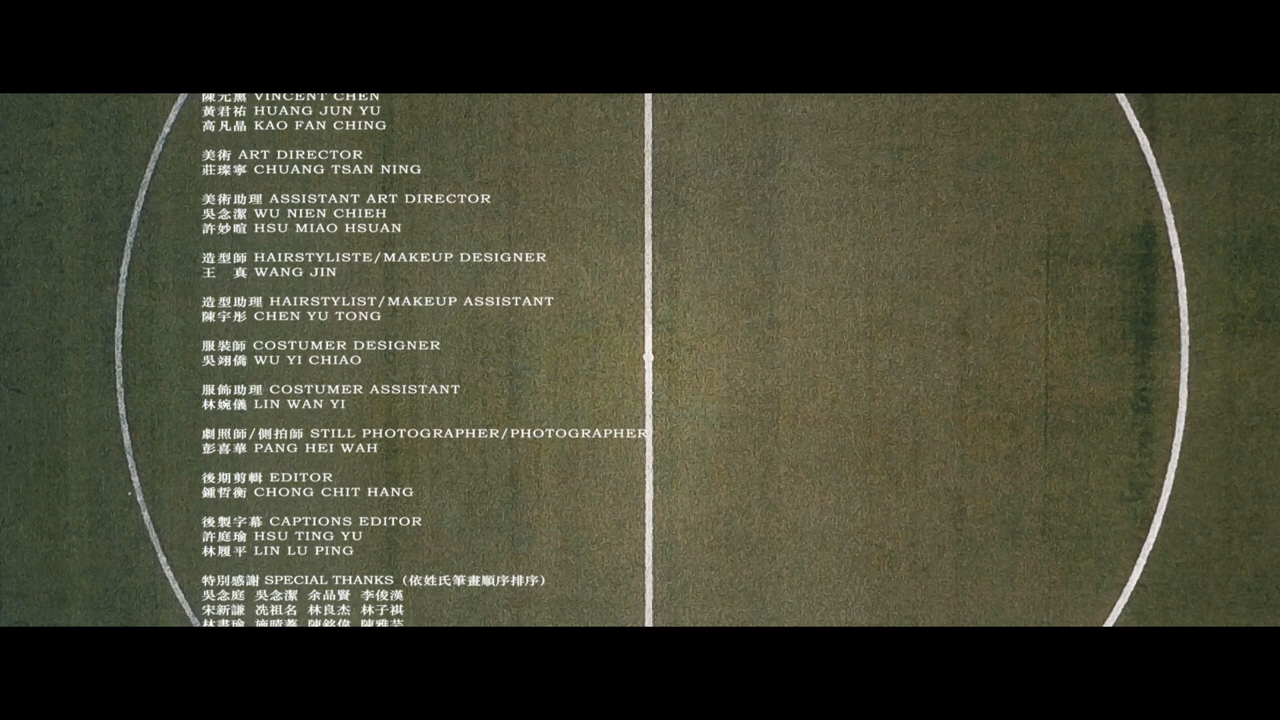 陳元黨 VINCENT CHEN
黃君祐 HUANG JUN YU
高凡晶 KAO FAN CHING
美術 ART DIRECTOR
莊璨寧 CHUANG TSAN NING
美術助理 ASSISTANT ART DIRECTOR
吳念潔 WU NIEN CHIEH
許妙暄 HSU MIAO HSUAN
造型師 HAIRSTYLISTE/MAKEUP DESIGNER
王　真 WANG JIN
造型助理 HAIRSTYLIST/MAKEUP ASSISTANT
陳宇彤 CHEN YU TONG
服裝師 COSTUMER DESIGNER
吳翊僑 WU YI CHIAO
服飾助理 COSTUMER ASSISTANT
林婉儀 LIN WAN YI
劇照師/側拍師 STILL PHOTOGRAPHER/PHOTOGRAPHER
彭喜華 PANG HEI WAH
後期剪輯 EDITOR
鍾哲衡 CHONG CHIT HANG
後製字幕 CAPTIONS EDITOR
許庭瑜 HSU TING YU
林履平 LIN LU PING
特別感謝 SPECIAL THANKS（依姓氏筆畫順序排序）
吳念庭 吳念潔 余品賢 李俊漢
宋新謙 冼祖名 林良杰 林子祺